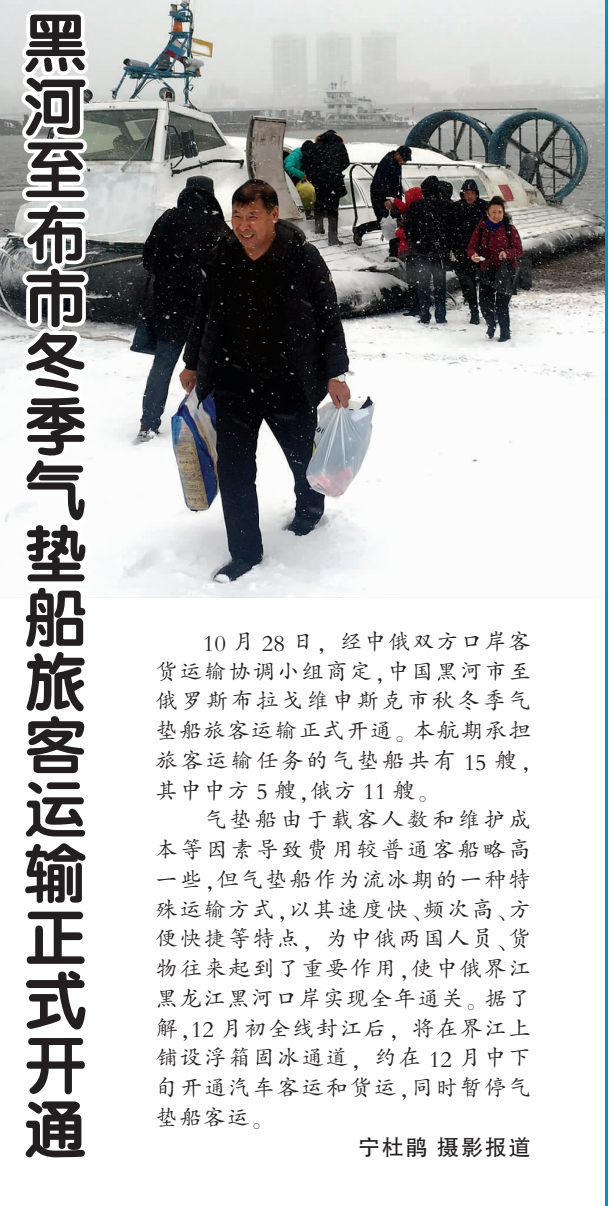 黑河至布市冬季气垫船旅客运输正式开通
10 月 28 日，经中俄双方口岸客
货运输协调小组商定，中国黑河市至
俄罗斯布拉戈维申斯克市秋冬季气
垫船旅客运输正式开通。本航期承担
旅客运输任务的气垫船共有 15 艘，
其中中方 5 艘，俄方 11 艘。
气垫船由于载客人数和维护成
本等因素导致费用较普通客船略高
一些，但气垫船作为流冰期的一种特
殊运输方式，以其速度快、频次高、方
便快捷等特点，为中俄两国人员、货
物往来起到了重要作用，使中俄界江
黑龙江黑河口岸实现全年通关。据了
解，12 月初全线封江后，将在界江上
铺设浮箱固冰通道，约在 12 月中下
旬开通汽车客运和货运，同时暂停气
垫船客运。
宁杜鹃 摄影报道